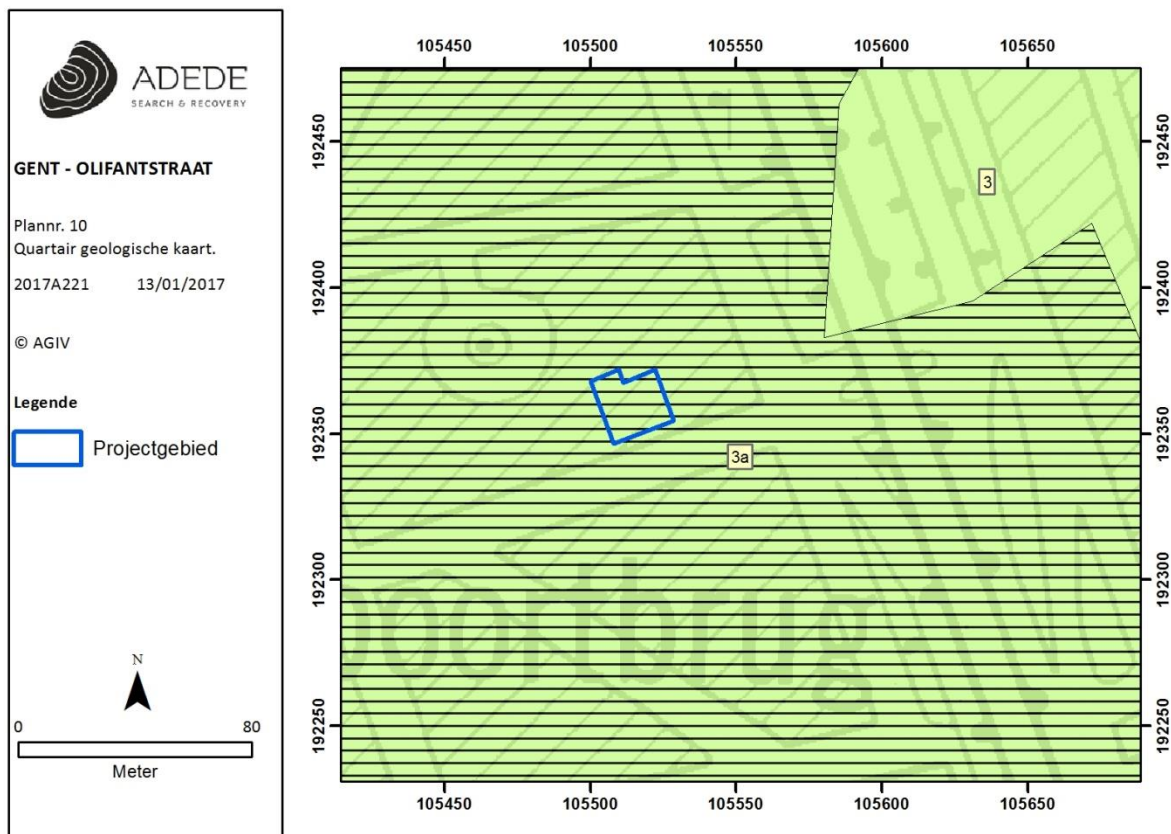 ADEDE
SEARCH & RECOVERY
GENT - OLIFANTSTRAAT
Plannr. 10
Quartair geologische kaart.
2017A221 13/01/2017
© AGIV
Legende
Projectgebied
N
0 80
Meter
105450 105500 105550 105600 105650
192450 192450
3
192400 192400
192350 192350
3a
192300 192300
poortbrug
192250 192250
105450 105500 105550 105600 105650